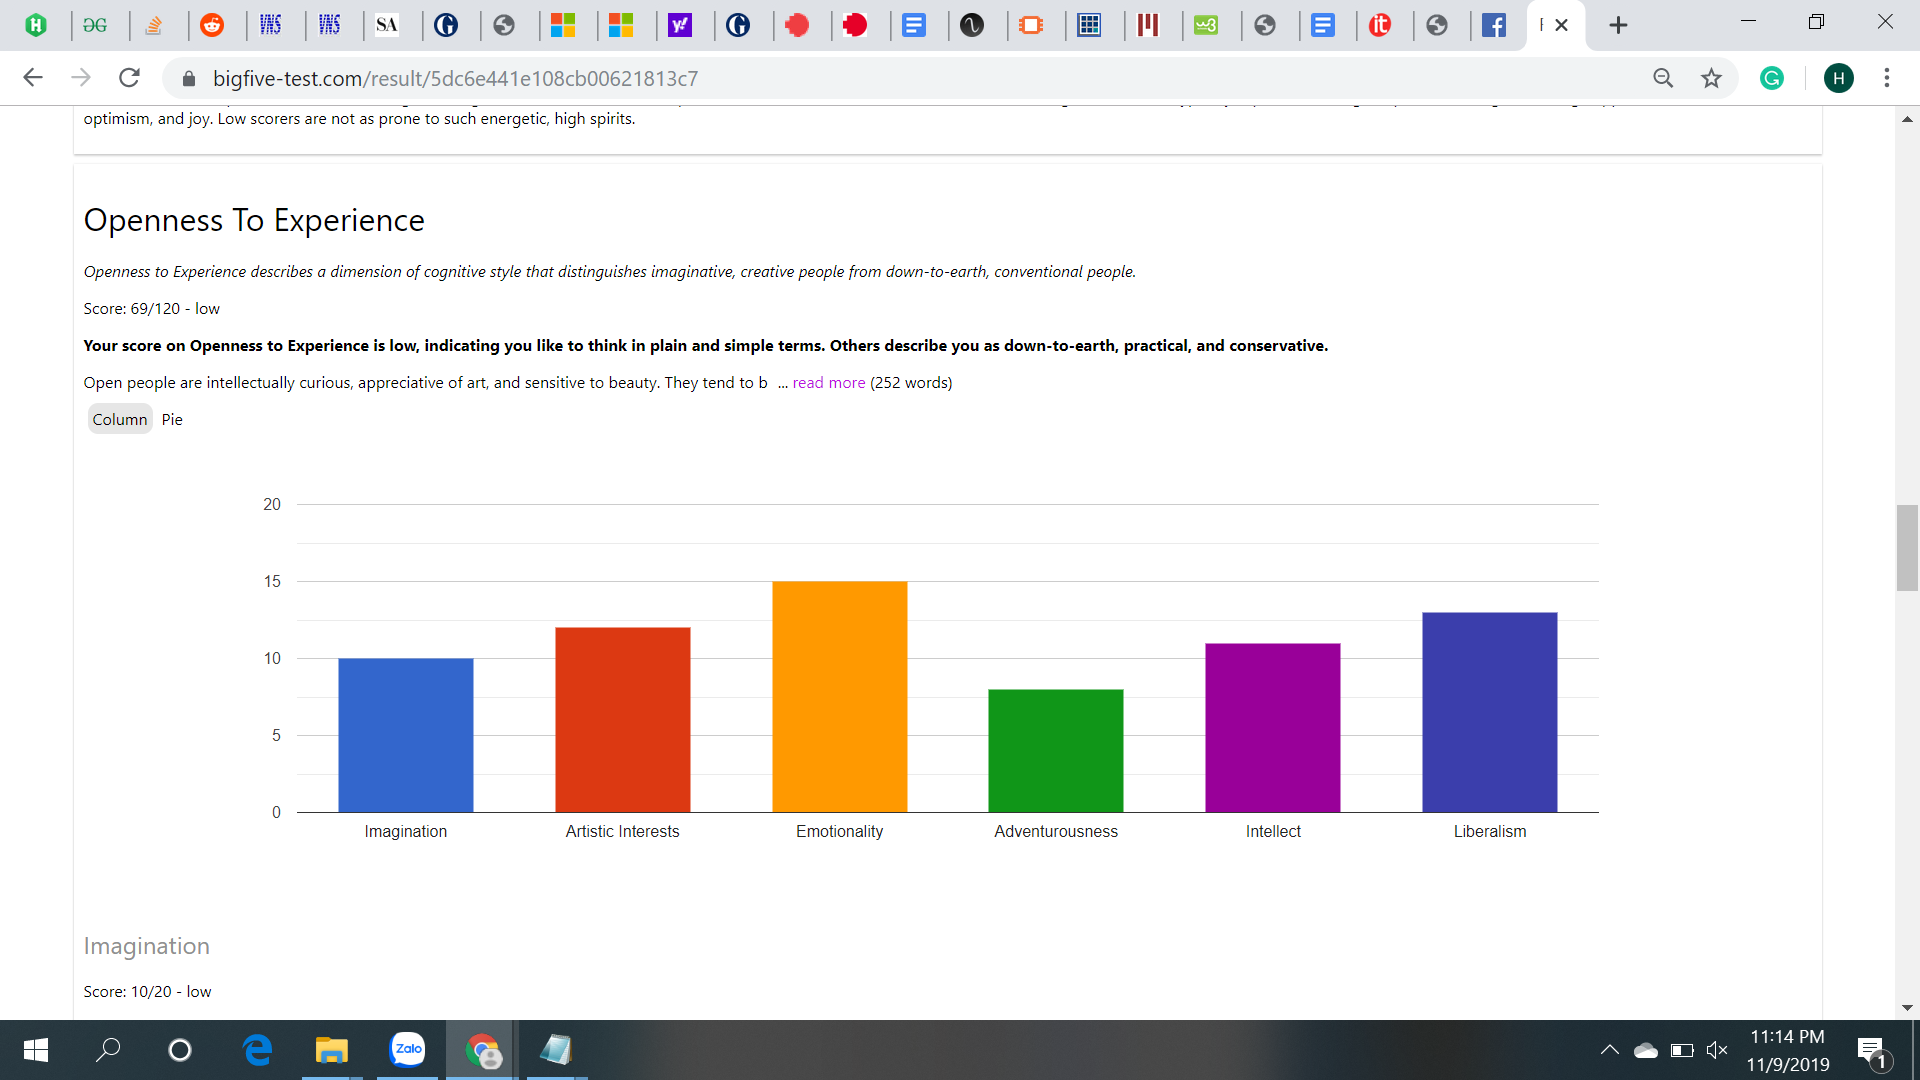 bigfive-test.com/result/5dc6e441e108cb00621813c7
H
optimism, and joy. Low scorers are not as prone to such energetic, high spirits.
Openness To Experience
Openness to Experience describes a dimension of cognitive style that distinguishes imaginative, creative people from down-to-earth, conventional people.
Score: 69/120 - low
Your score on Openness to Experience is low, indicating you like to think in plain and simple terms. Others describe you as down-to-earth, practical, and conservative.
Open people are intellectually curious, appreciative of art, and sensitive to beauty. They tend to b ... read more (252 words)
Column Pie
20
15
10
5
0
Imagination Artistic Interests Emotionality Adventurousness Intellect Liberalism
Imagination
Score: 10/20 - low
Zalo
11:14 PM
11/9/2019
1